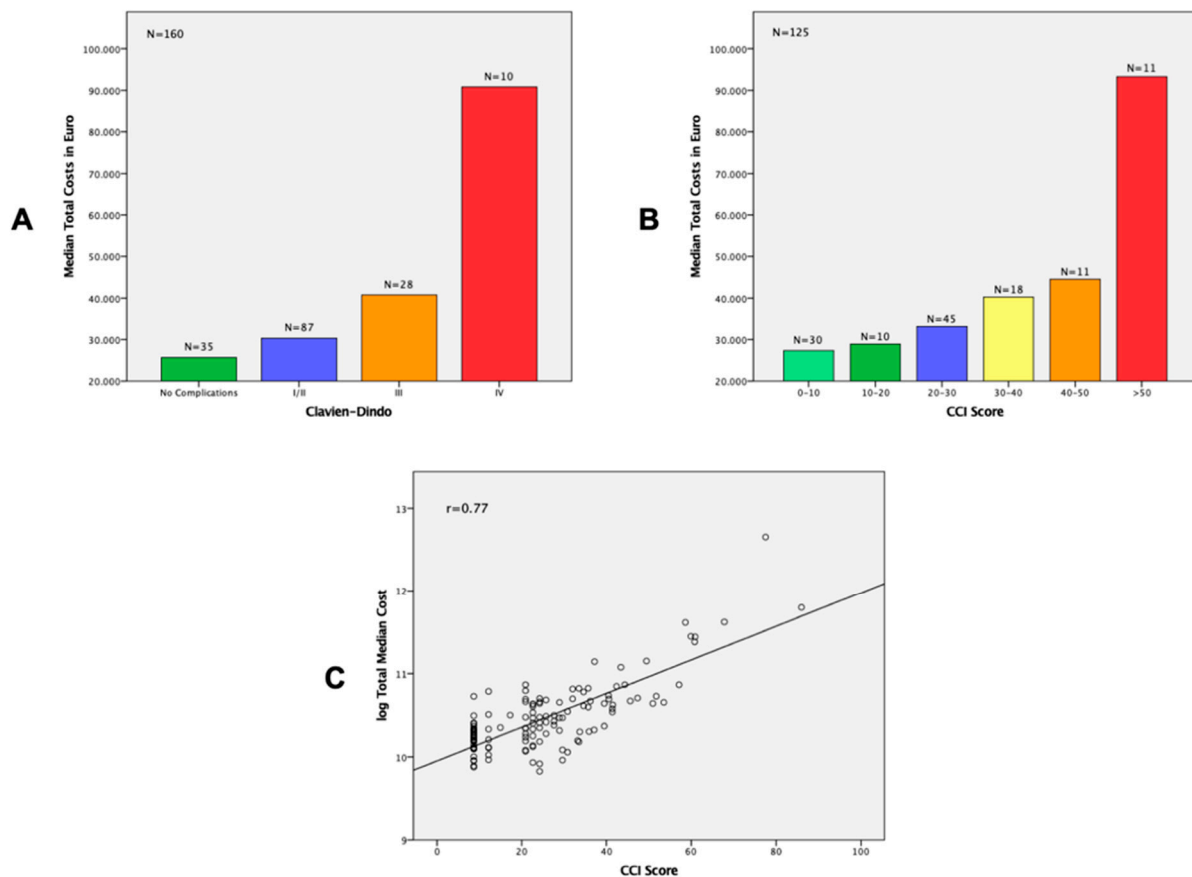 A
N=160
Median Total Costs in Euro
100.000
90.000
80.000
70.000
60.000
50.000
40.000
30.000
20.000
N=35
N=87
N=28
N=10
No Complications
I/II
III
IV
Clavien-Dindo
B
N=125
Median Total Costs in Euro
100.000
90.000
80.000
70.000
60.000
50.000
40.000
30.000
20.000
N=30
N=10
N=45
N=18
N=11
N=11
0-10
10-20
20-30
30-40
40-50
>50
CCI Score
C
r=0.77
log Total Median Cost
13
12
11
10
9
0
20
40
60
80
100
CCI Score